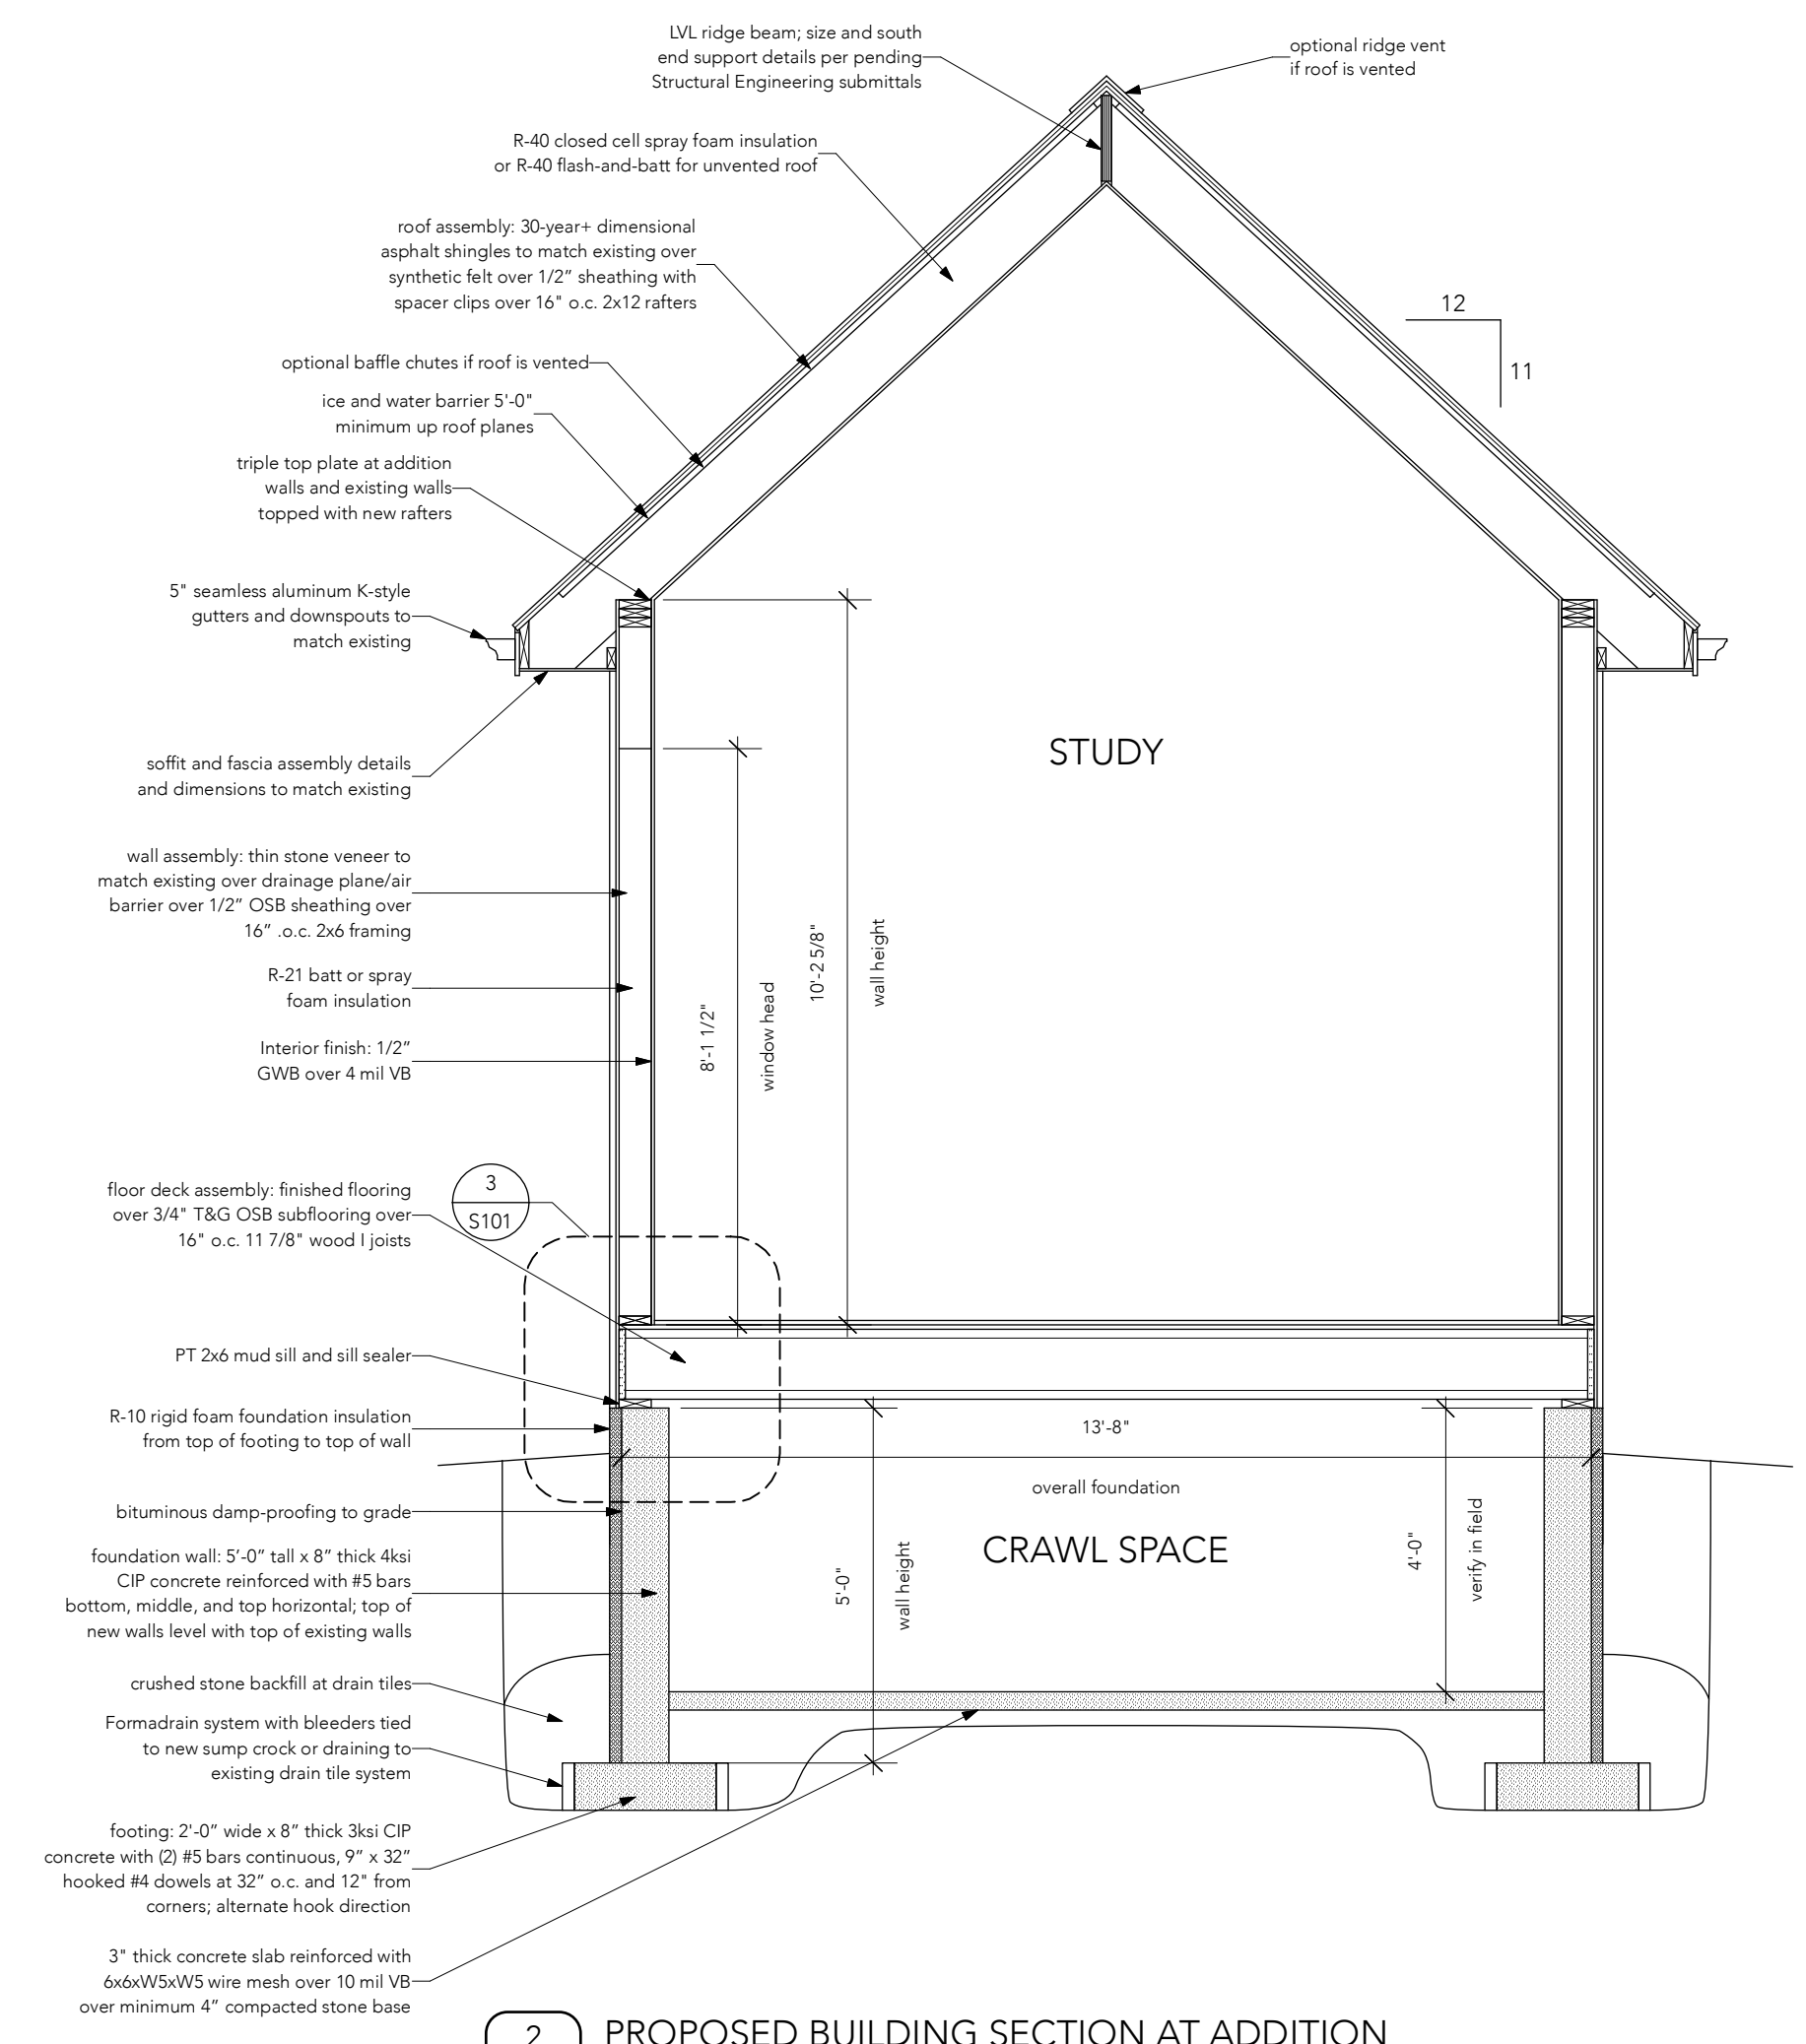 LVL ridge beam; size and south
end support details per pending
Structural Engineering submittals
optional ridge vent
if roof is vented
R-40 closed cell spray foam insulation
or R-40 flash-and-batt for unvented roof
roof assembly: 30-year+ dimensional
asphalt shingles to match existing over
synthetic felt over 1/2” sheathing with
spacer clips over 16" o.c. 2x12 rafters
12
11
optional baffle chutes if roof is vented
ice and water barrier 5'-0"
minimum up roof planes
triple top plate at addition
walls and existing walls
topped with new rafters
5" seamless aluminum K-style
gutters and downspouts to
match existing
STUDY
soffit and fascia assembly details
and dimensions to match existing
wall assembly: thin stone veneer to
match existing over drainage plane/air
barrier over 1/2” OSB sheathing over
16” .o.c. 2x6 framing
R-21 batt or spray
foam insulation
Interior finish: 1/2”
GWB over 4 mil VB
8'-1 1/2"
window head
10'-2 5/8"
wall height
floor deck assembly: finished flooring
over 3/4" T&G OSB subflooring over
16" o.c. 11 7/8" wood I joists
3
S101
PT 2x6 mud sill and sill sealer
R-10 rigid foam foundation insulation
from top of footing to top of wall
13'-8"
overall foundation
bituminous damp-proofing to grade
CRAWL SPACE
foundation wall: 5’-0” tall x 8” thick 4ksi
CIP concrete reinforced with #5 bars
bottom, middle, and top horizontal; top of
new walls level with top of existing walls
5'-0"
wall height
4'-0"
verify in field
crushed stone backfill at drain tiles
Formadrain system with bleeders tied
to new sump crock or draining to
existing drain tile system
footing: 2'-0” wide x 8” thick 3ksi CIP
concrete with (2) #5 bars continuous, 9” x 32”
hooked #4 dowels at 32” o.c. and 12" from
corners; alternate hook direction
3" thick concrete slab reinforced with
6x6xW5xW5 wire mesh over 10 mil VB
over minimum 4” compacted stone base
2
PROPOSED BUILDING SECTION AT ADDITION